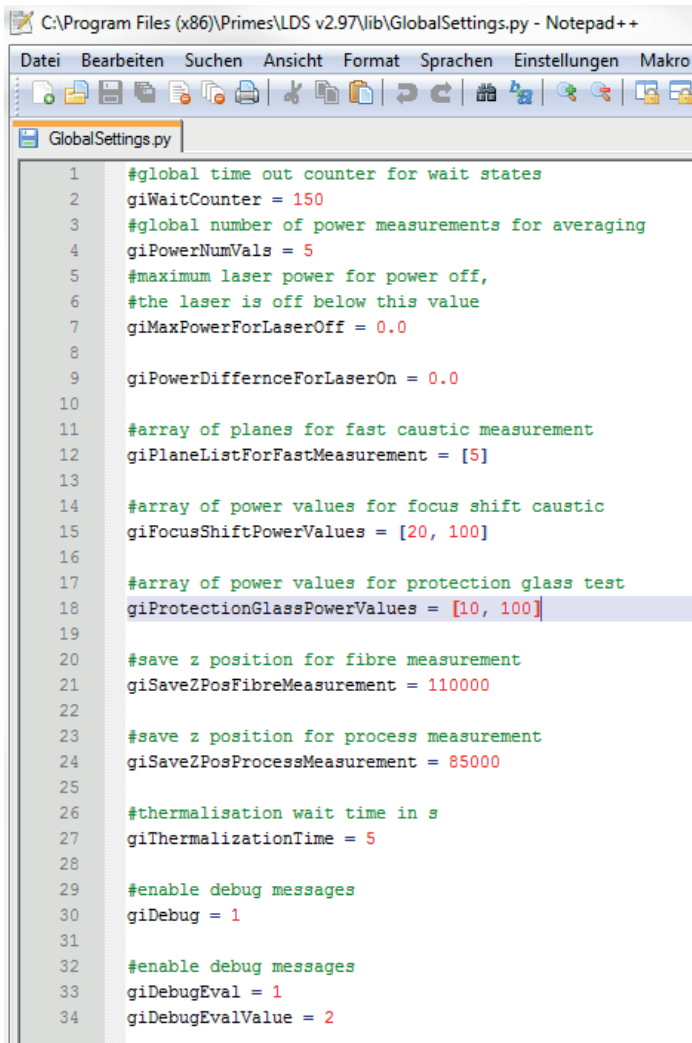 C:\Program Files (x86)\Primes\LDS v2.97\lib\GlobalSettings.py - Notepad++
Datei Bearbeiten Suchen Ansicht Format Sprachen Einstellungen Makro
GlobalSettings.py
1 #global time out counter for wait states
2 giWaitCounter = 150
3 #global number of power measurements for averaging
4 giPowerNumVals = 5
5 #maximum laser power for power off,
6 #the laser is off below this value
7 giMaxPowerForLaserOff = 0.0
8
9 giPowerDiffernceForLaserOn = 0.0
10
11 #array of planes for fast caustic measurement
12 giPlaneListForFastMeasurement = [5]
13
14 #array of power values for focus shift caustic
15 giFocusShiftPowerValues = [20, 100]
16
17 #array of power values for protection glass test
18 giProtectionGlassPowerValues = [10, 100]
19
20 #save z position for fibre measurement
21 giSaveZPosFibreMeasurement = 110000
22
23 #save z position for process measurement
24 giSaveZPosProcessMeasurement = 85000
25
26 #thermalisation wait time in s
27 giThermalizationTime = 5
28
29 #enable debug messages
30 giDebug = 1
31
32 #enable debug messages
33 giDebugEval = 1
34 giDebugEvalValue = 2